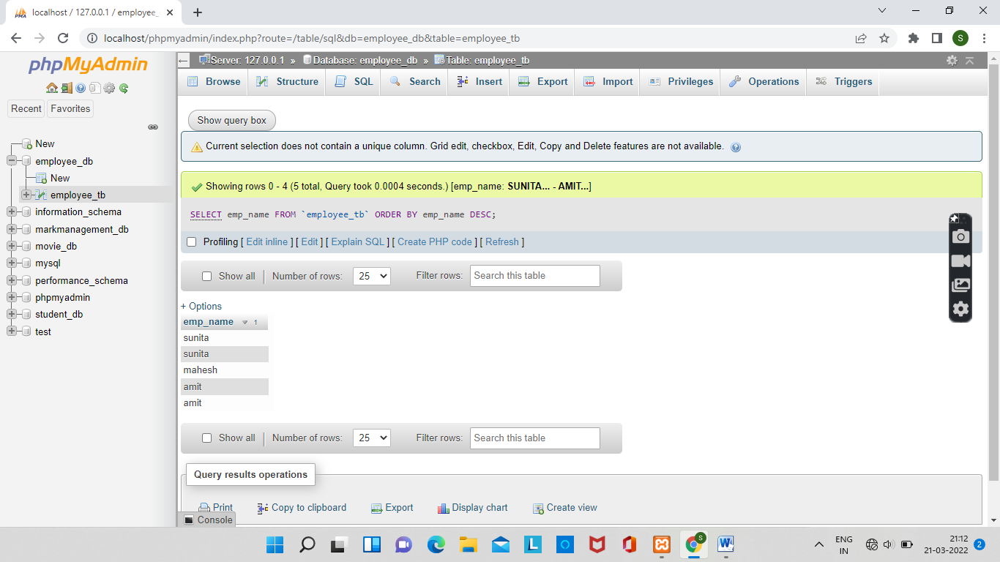 localhost / 127.0.0.1 / employee_
localhost/phpmyadmin/index.php?route=/table/sql&db=employee_db&table=employee_tb
S
phpMyAdmin
Recent Favorites
New
employee_db
New
employee_tb
information_schema
markmanagement_db
movie_db
mysql
performance_schema
phpmyadmin
student_db
test
Server: 127.0.0.1 » Database: employee_db » Table: employee_tb
Browse Structure SQL Search Insert Export Import Privileges Operations Triggers
Show query box
Current selection does not contain a unique column. Grid edit, checkbox, Edit, Copy and Delete features are not available.
Showing rows 0 - 4 (5 total, Query took 0.0004 seconds.) [emp_name: SUNITA... - AMIT...]
SELECT emp_name FROM `employee_tb` ORDER BY emp_name DESC;
Profiling [ Edit inline ] [ Edit ] [ Explain SQL ] [ Create PHP code ] [ Refresh ]
Show all Number of rows: 25 Filter rows: Search this table
+ Options
emp_name 1
sunita
sunita
mahesh
amit
amit
Show all Number of rows: 25 Filter rows: Search this table
Query results operations
Print Copy to clipboard Export Display chart Create view
Console
ENG
IN
21:12
21-03-2022
2